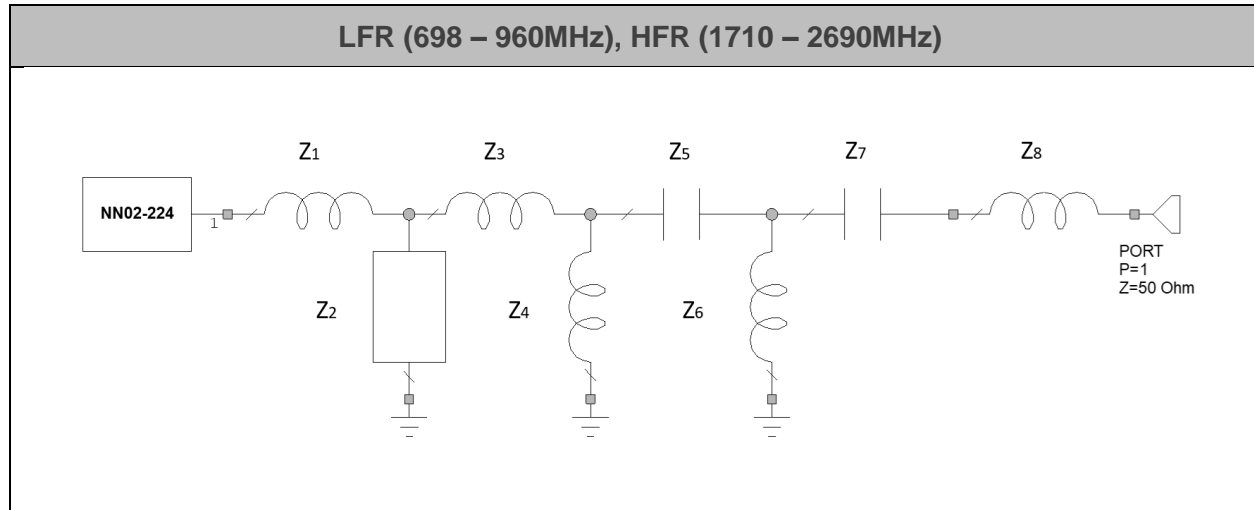 LFR (698 – 960MHz), HFR (1710 – 2690MHz)
Z1 Z3 Z5 Z7 Z8
NN02-224
1
PORT
P=1
Z=50 Ohm
Z2 Z4 Z6